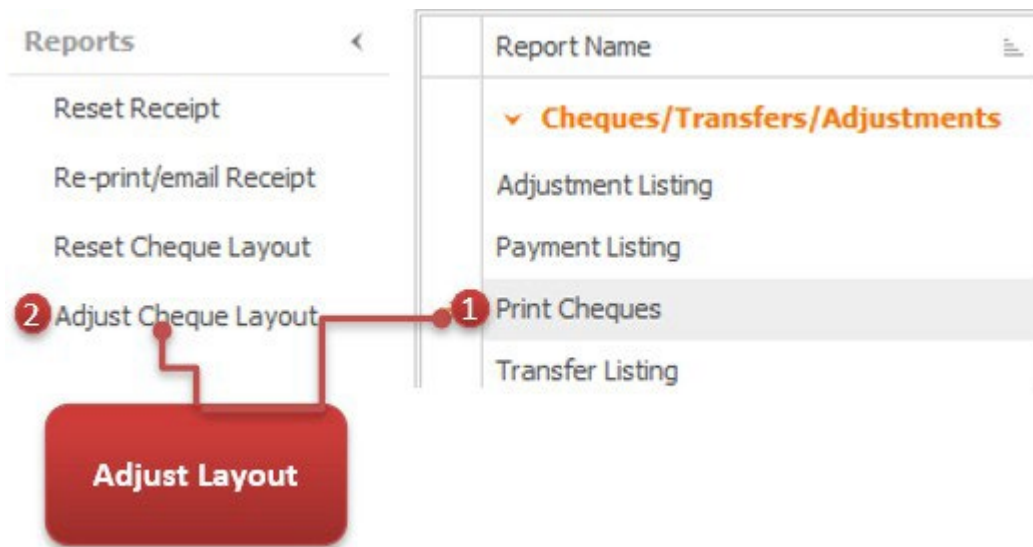 Reports
Reset Receipt
Re-print/email Receipt
Reset Cheque Layout
2 Adjust Cheque Layout
Adjust Layout
Report Name
Cheques/Transfers/Adjustments
Adjustment Listing
Payment Listing
1 Print Cheques
Transfer Listing